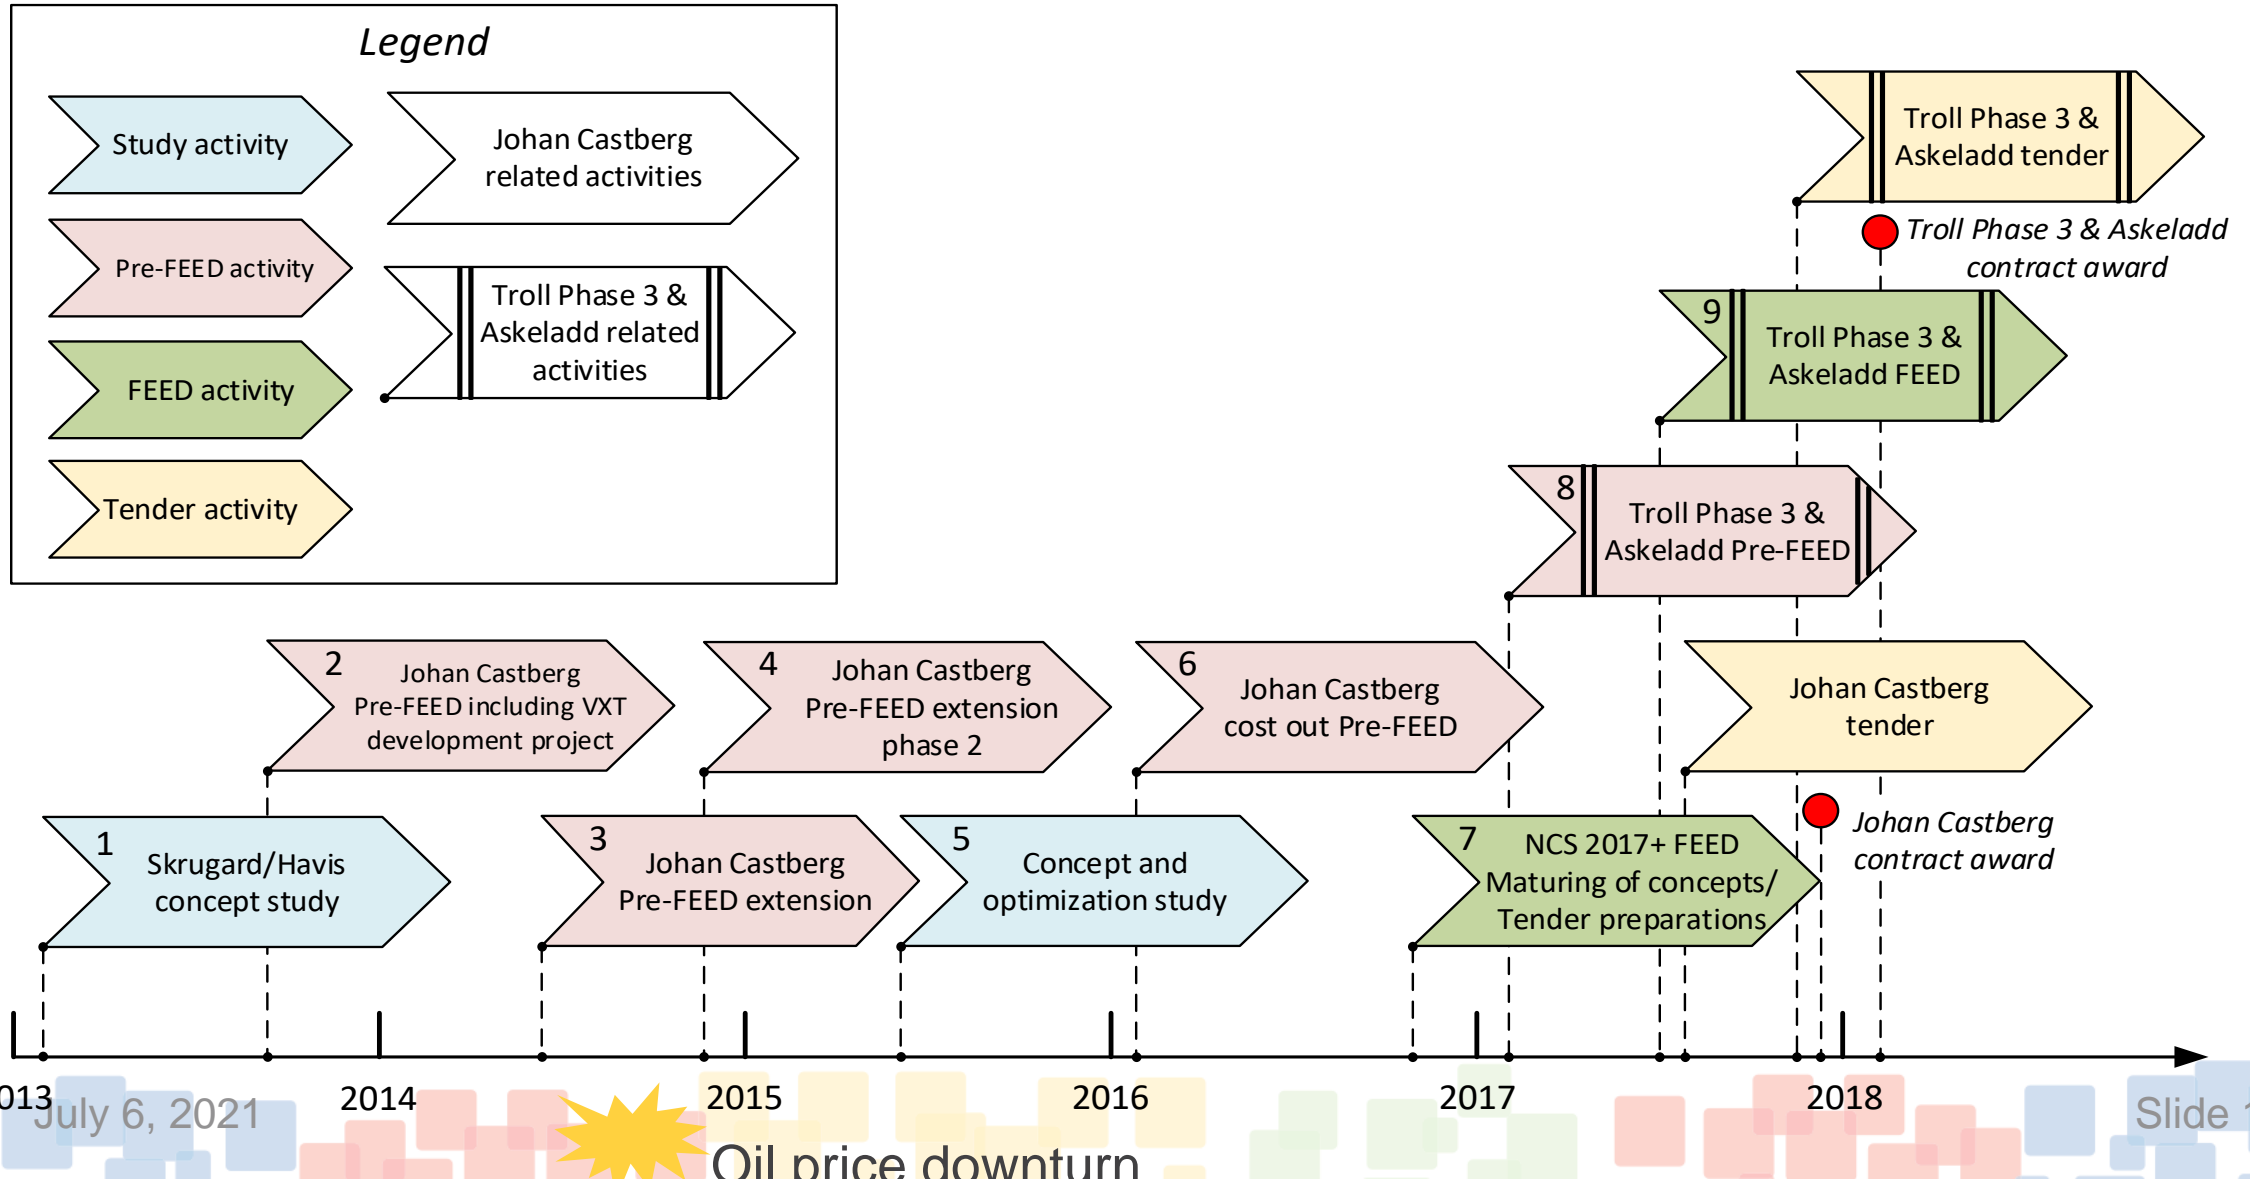 Legend
Study activity
Pre-FEED activity
FEED activity
Tender activity
Johan Castberg
related activities
Troll Phase 3 &
Askeladd related
activities
Troll Phase 3 &
Askeladd tender
Troll Phase 3 & Askeladd
contract award
9
Troll Phase 3 &
Askeladd FEED
8
Troll Phase 3 &
Askeladd Pre-FEED
2
Johan Castberg
Pre-FEED including VXT
development project
4
Johan Castberg
Pre-FEED extension
phase 2
6
Johan Castberg
cost out Pre-FEED
Johan Castberg
tender
1
Skrugard/Havis
concept study
3
Johan Castberg
Pre-FEED extension
5
Concept and
optimization study
7
NCS 2017+ FEED
Maturing of concepts/
Tender preparations
Johan Castberg
contract award
013 2014 2015 2016 2017 2018
July 6, 2021
Slide 1
Oil price downturn